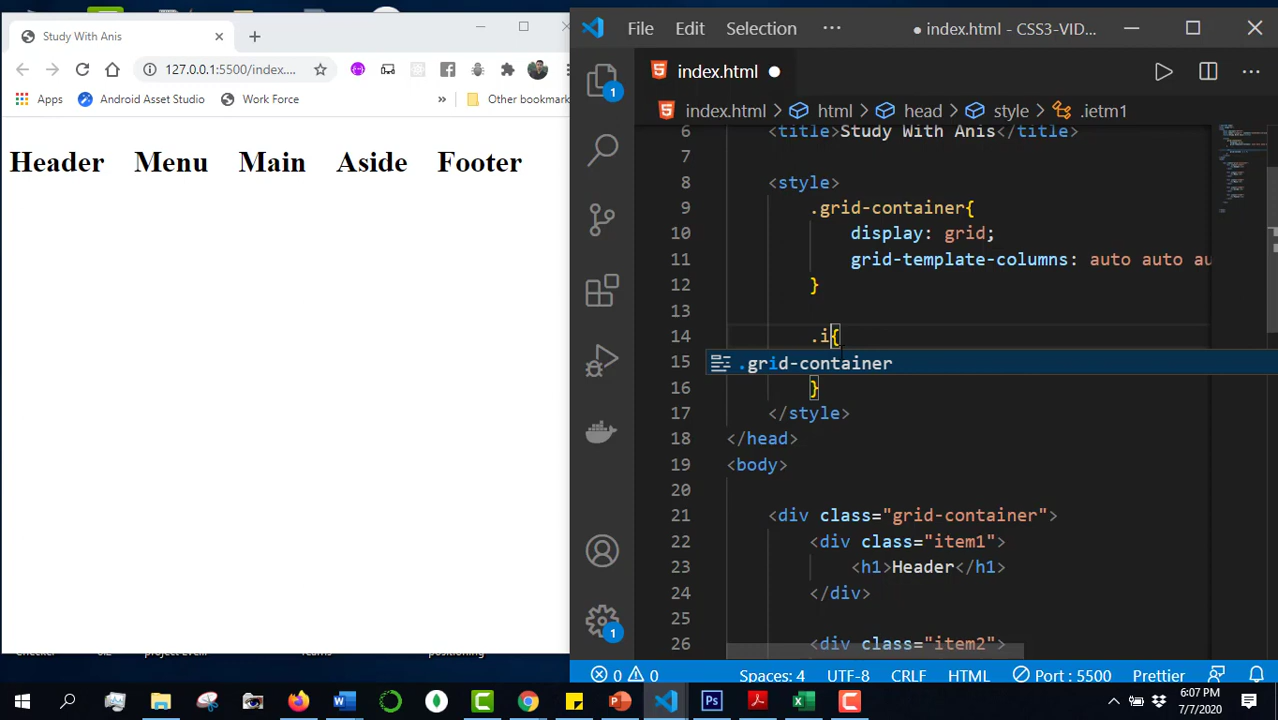 Study With Anis
127.0.0.1:5500/index....
Apps
Android Asset Studio
Work Force
»
Other bookmark
Header Menu Main Aside Footer
File Edit Selection ···
● index.html - CSS3-VID...
index.html ●
index.html > html > head > style > .ietm1
6 <title>Study With Anis</title>
7
8 <style>
9 .grid-container{
10 display: grid;
11 grid-template-columns: auto auto au
12 }
13
14 .i{
15 .grid-container
16 }
17 </style>
18 </head>
19 <body>
20
21 <div class="grid-container">
22 <div class="item1">
23 <h1>Header</h1>
24 </div>
25
26 <div class="item2">
1
1
0 0 Spaces: 4 UTF-8 CRLF HTML Port : 5500 Prettier
6:07 PM
7/7/2020